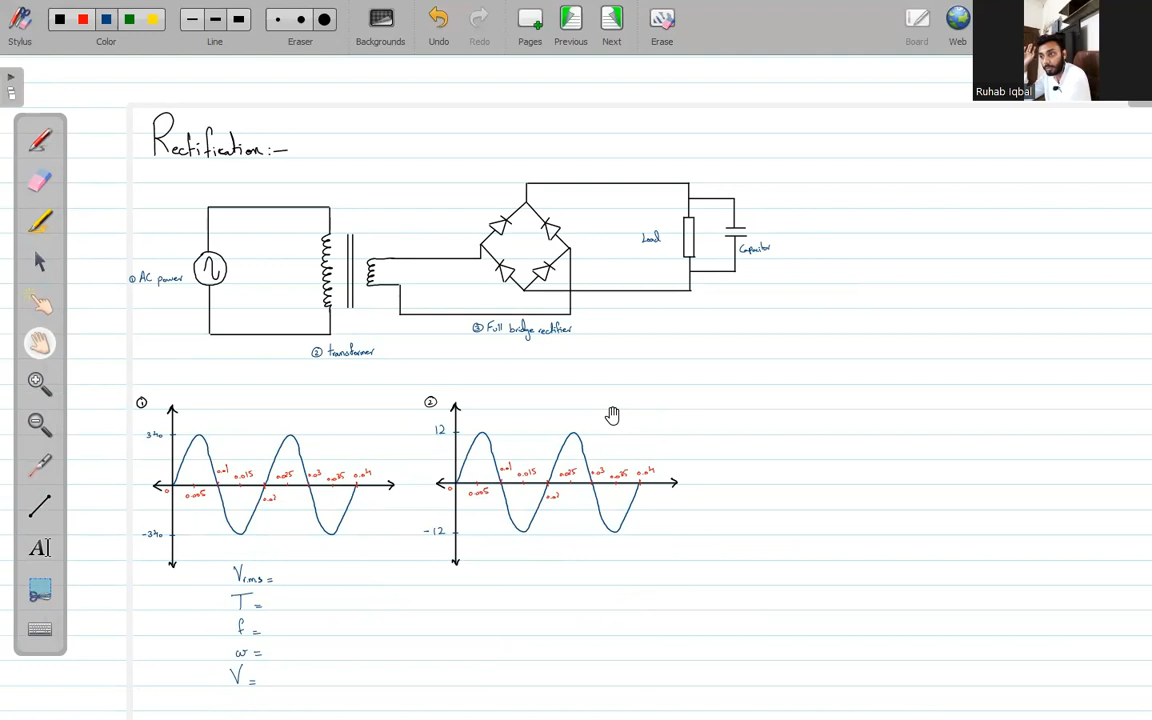 Stylus
Color
Line
Eraser
Backgrounds
Undo
Redo
Pages
Previous
Next
Erase
Board
Web
Ruhab Iqbal
Rectification:-
① AC power
② transformer
③ Full bridge rectifier
Load
Capacitor
①
340
-340
0
0.005
0.01
0.015
0.02
0.025
0.03
0.035
0.04
②
12
-12
0
0.005
0.01
0.015
0.02
0.025
0.03
0.035
0.04
Vr.m.s =
T =
f =
ω =
V =